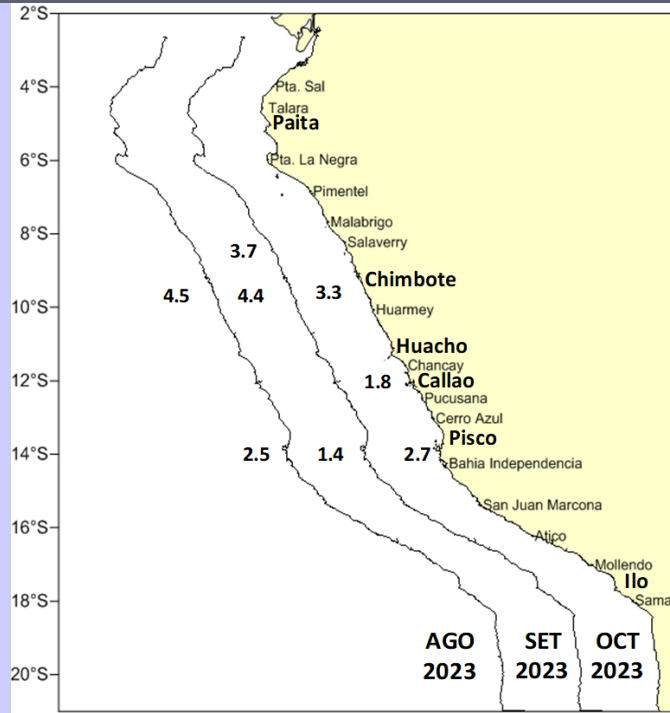 2°S
4°S
Pta. Sal
Talara
Paita
6°S
Pta. La Negra
Pimentel
Malabrigo
8°S
Salaverry
3.7
Chimbote
4.5
4.4
3.3
10°S
Huarmey
Huacho
Chancay
12°S
1.8
Callao
Pucusana
Cerro Azul
Pisco
14°S
2.5
1.4
2.7
Bahia Independencia
San Juan Marcona
16°S
Atico
Mollendo
Ilo
18°S
Sama
AGO
2023
SET
2023
OCT
2023
20°S